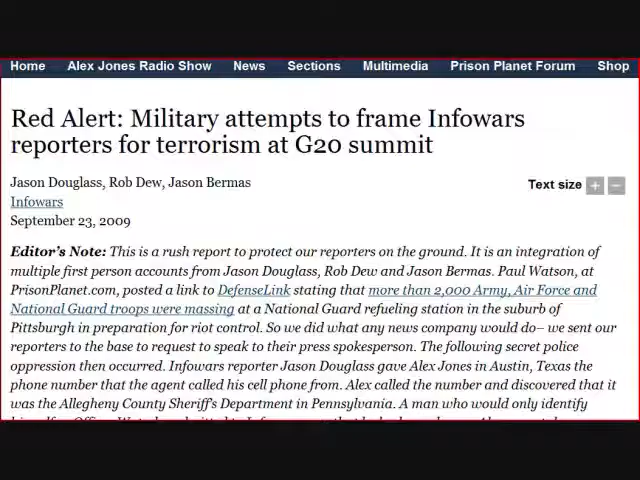 Home Alex Jones Radio Show News Sections Multimedia Prison Planet Forum Shop
Red Alert: Military attempts to frame Infowars
reporters for terrorism at G20 summit
Jason Douglass, Rob Dew, Jason Bermas
Text size + −
Infowars
September 23, 2009
Editor's Note: This is a rush report to protect our reporters on the ground. It is an integration of
multiple first person accounts from Jason Douglass, Rob Dew and Jason Bermas. Paul Watson, at
PrisonPlanet.com, posted a link to DefenseLink stating that more than 2,000 Army, Air Force and
National Guard troops were massing at a National Guard refueling station in the suburb of
Pittsburgh in preparation for riot control. So we did what any news company would do– we sent our
reporters to the base to request to speak to their press spokesperson. The following secret police
oppression then occurred. Infowars reporter Jason Douglass gave Alex Jones in Austin, Texas the
phone number that the agent called his cell phone from. Alex called the number and discovered that it
was the Allegheny County Sheriff's Department in Pennsylvania. A man who would only identify